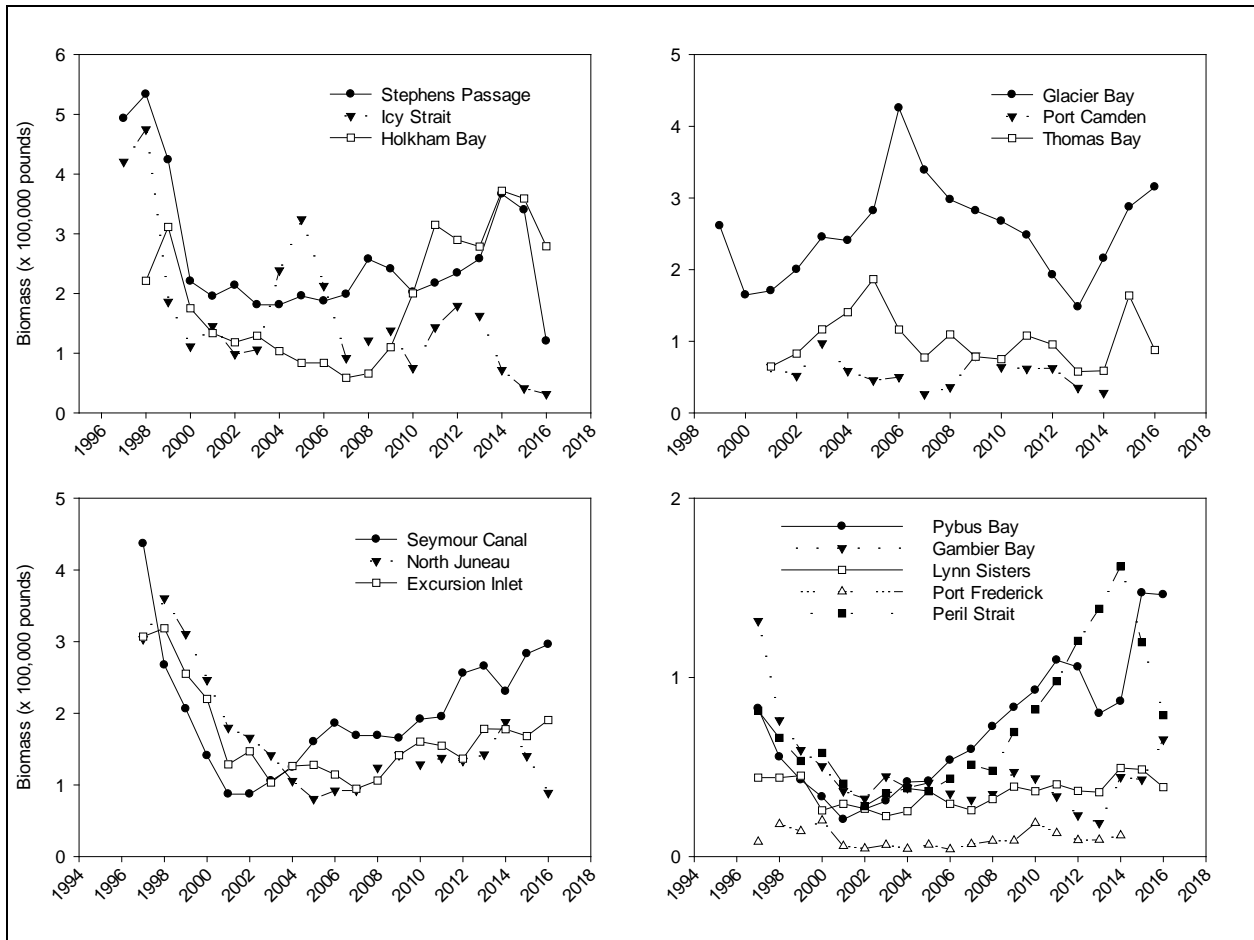 Biomass (x 100,000 pounds)
6
5
4
3
2
1
0
Stephens Passage
Icy Strait
Holkham Bay
1996 1998 2000 2002 2004 2006 2008 2010 2012 2014 2016 2018
5
4
3
2
1
0
Glacier Bay
Port Camden
Thomas Bay
1998 2000 2002 2004 2006 2008 2010 2012 2014 2016 2018
Biomass (x 100,000 pounds)
5
4
3
2
1
0
Seymour Canal
North Juneau
Excursion Inlet
1994 1996 1998 2000 2002 2004 2006 2008 2010 2012 2014 2016 2018
2
1
0
Pybus Bay
Gambier Bay
Lynn Sisters
Port Frederick
Peril Strait
1994 1996 1998 2000 2002 2004 2006 2008 2010 2012 2014 2016 2018